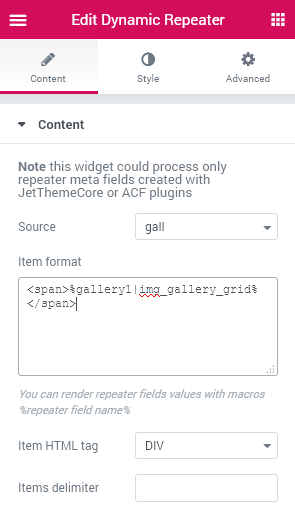 Edit Dynamic Repeater
Content Style Advanced
Content
Note this widget could process only
repeater meta fields created with
JetThemeCore or ACF plugins
Source gall
Item format
<span>%gallery1|img_gallery_grid%
</span>
You can render repeater fields values with macros
%repeater field name%
Item HTML tag DIV
Items delimiter